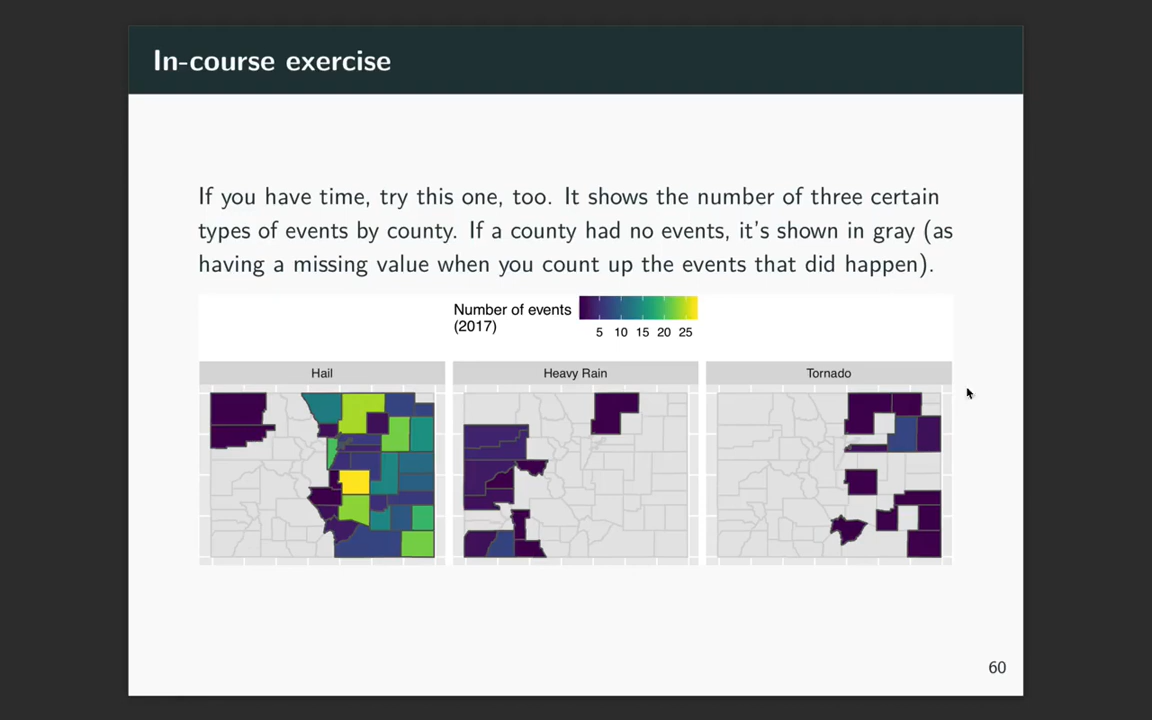 In-course exercise
If you have time, try this one, too. It shows the number of three certain
types of events by county. If a county had no events, it's shown in gray (as
having a missing value when you count up the events that did happen).
Number of events
(2017)
5 10 15 20 25
Hail
Heavy Rain
Tornado
60